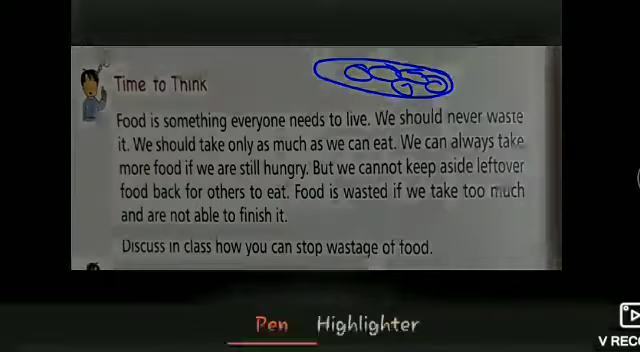 Time to Think
Food is something everyone needs to live. We should never waste
it. We should take only as much as we can eat. We can always take
more food if we are still hungry. But we cannot keep aside leftover
food back for others to eat. Food is wasted if we take too much
and are not able to finish it.
Discuss in class how you can stop wastage of food.
Pen Highlighter
V RECO